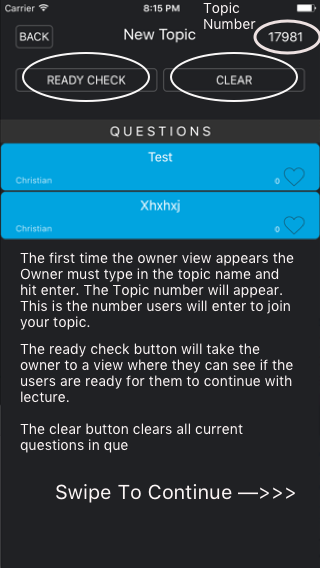 Carrier 8:15 PM
Topic
Number
BACK New Topic 17981
READY CHECK CLEAR
QUESTIONS
Test
Christian 0
Xhxhxj
Christian 0
The first time the owner view appears the
Owner must type in the topic name and
hit enter. The Topic number will appear.
This is the number users will enter to join
your topic.
The ready check button will take the
owner to a view where they can see if the
users are ready for them to continue with
lecture.
The clear button clears all current
questions in que
Swipe To Continue —>>>